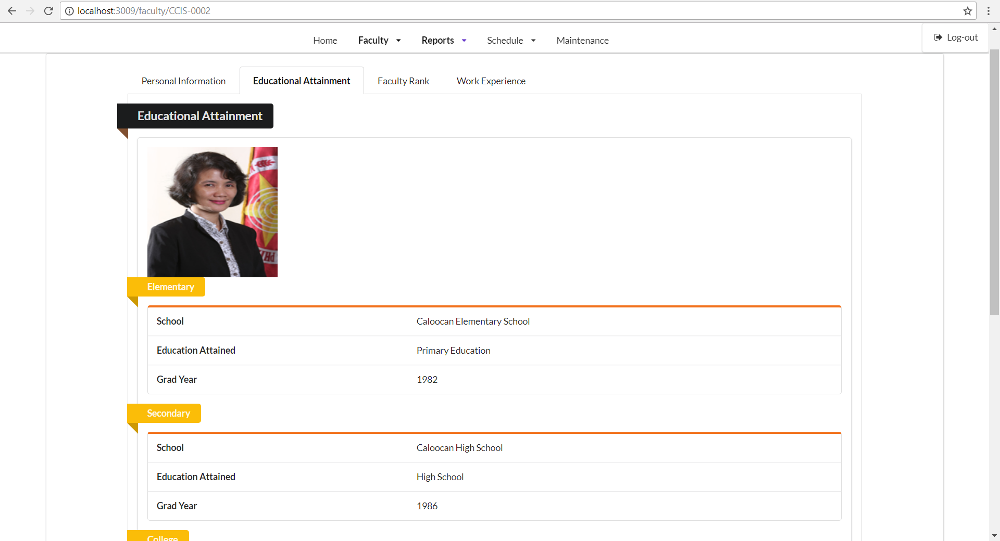 localhost:3009/faculty/CCIS-0002
Home Faculty Reports Schedule Maintenance Log-out
Personal Information Educational Attainment Faculty Rank Work Experience
Educational Attainment
Elementary
School Caloocan Elementary School
Education Attained Primary Education
Grad Year 1982
Secondary
School Caloocan High School
Education Attained High School
Grad Year 1986
College